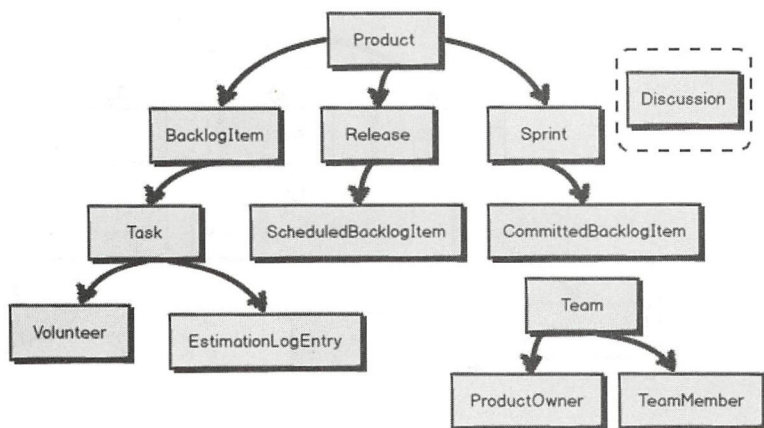 Product
Discussion
BacklogItem
Release
Sprint
Task
ScheduledBacklogItem
CommittedBacklogItem
Team
Volunteer
EstimationLogEntry
ProductOwner
TeamMember